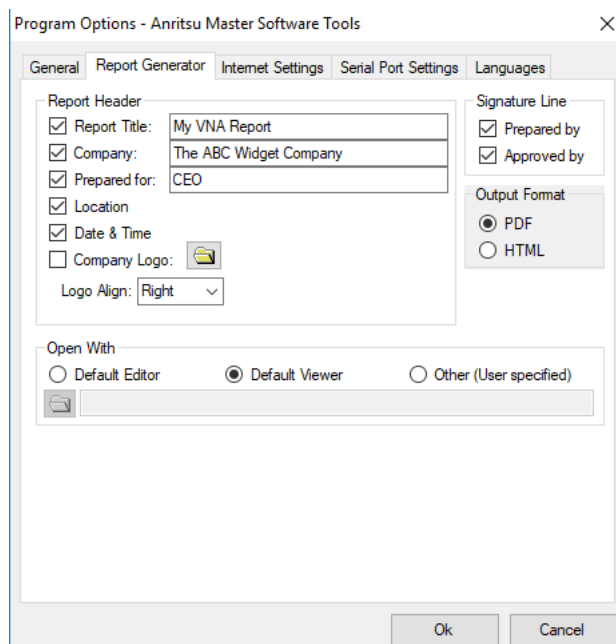 Program Options - Anritsu Master Software Tools
General Report Generator Internet Settings Serial Port Settings Languages
Report Header
Report Title: My VNA Report
Company: The ABC Widget Company
Prepared for: CEO
Location
Date & Time
Company Logo:
Logo Align: Right
Signature Line
Prepared by
Approved by
Output Format
PDF
HTML
Open With
Default Editor Default Viewer Other (User specified)
Ok Cancel